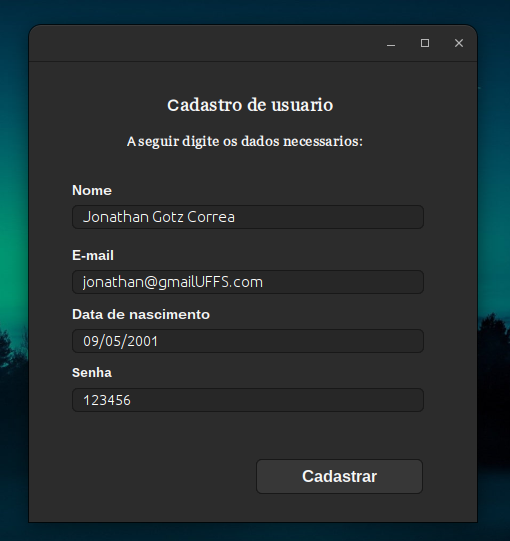 Cadastro de usuario
A seguir digite os dados necessarios:
Nome
Jonathan Gotz Correa
E-mail
jonathan@gmailUFFS.com
Data de nascimento
09/05/2001
Senha
123456
Cadastrar